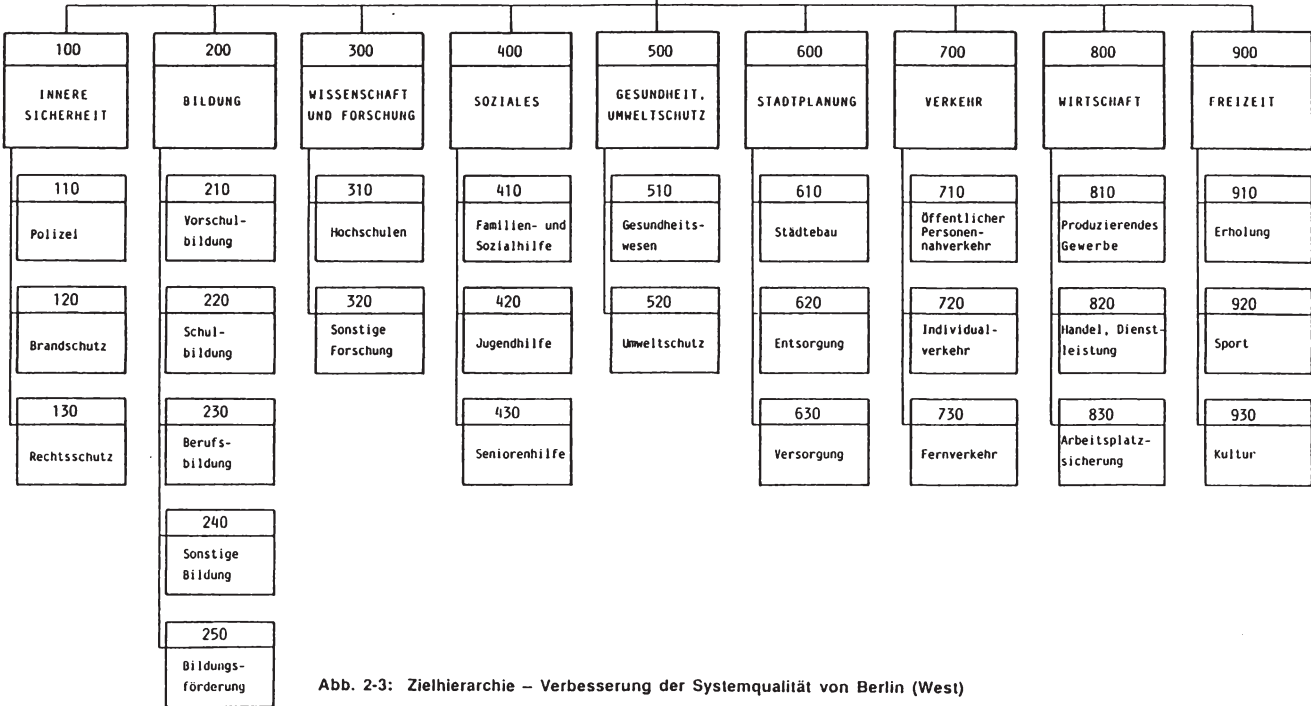 100
INNERE
SICHERHEIT
110
Polizei
120
Brandschutz
130
Rechtsschutz
200
BILDUNG
210
Vorschul-
bildung
220
Schul-
bildung
230
Berufs-
bildung
240
Sonstige
Bildung
250
Bildungs-
förderung
300
WISSENSCHAFT
UND FORSCHUNG
310
Hochschulen
320
Sonstige
Forschung
400
SOZIALES
410
Familien- und
Sozialhilfe
420
Jugendhilfe
430
Seniorenhilfe
500
GESUNDHEIT,
UMWELTSCHUTZ
510
Gesundheits-
wesen
520
Umweltschutz
600
STADTPLANUNG
610
Städtebau
620
Entsorgung
630
Versorgung
700
VERKEHR
710
Öffentlicher
Personen-
nahverkehr
720
Individual-
verkehr
730
Fernverkehr
800
WIRTSCHAFT
810
Produzierendes
Gewerbe
820
Handel, Dienst-
leistung
830
Arbeitsplatz-
sicherung
900
FREIZEIT
910
Erholung
920
Sport
930
Kultur
Abb. 2-3: Zielhierarchie – Verbesserung der Systemqualität von Berlin (West)